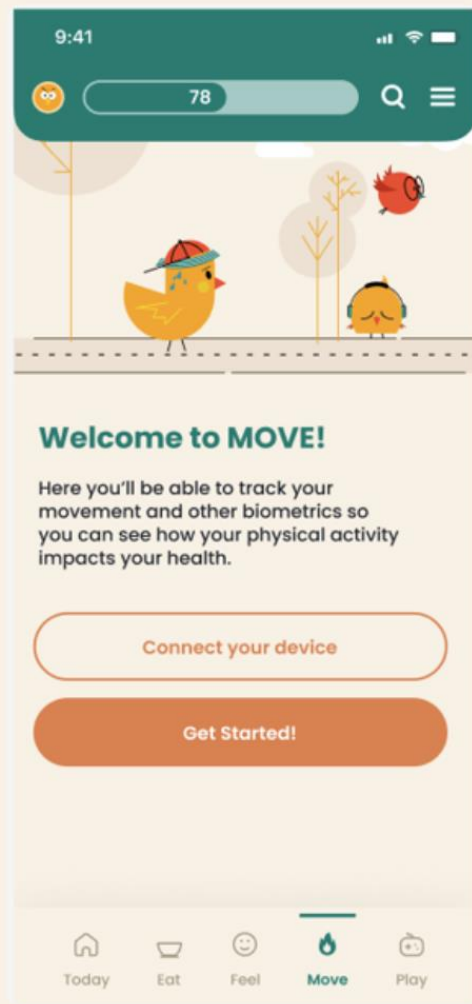 9:41
78
Welcome to MOVE!
Here you'll be able to track your
movement and other biometrics so
you can see how your physical activity
impacts your health.
Connect your device
Get Started!
Today Eat Feel Move Play